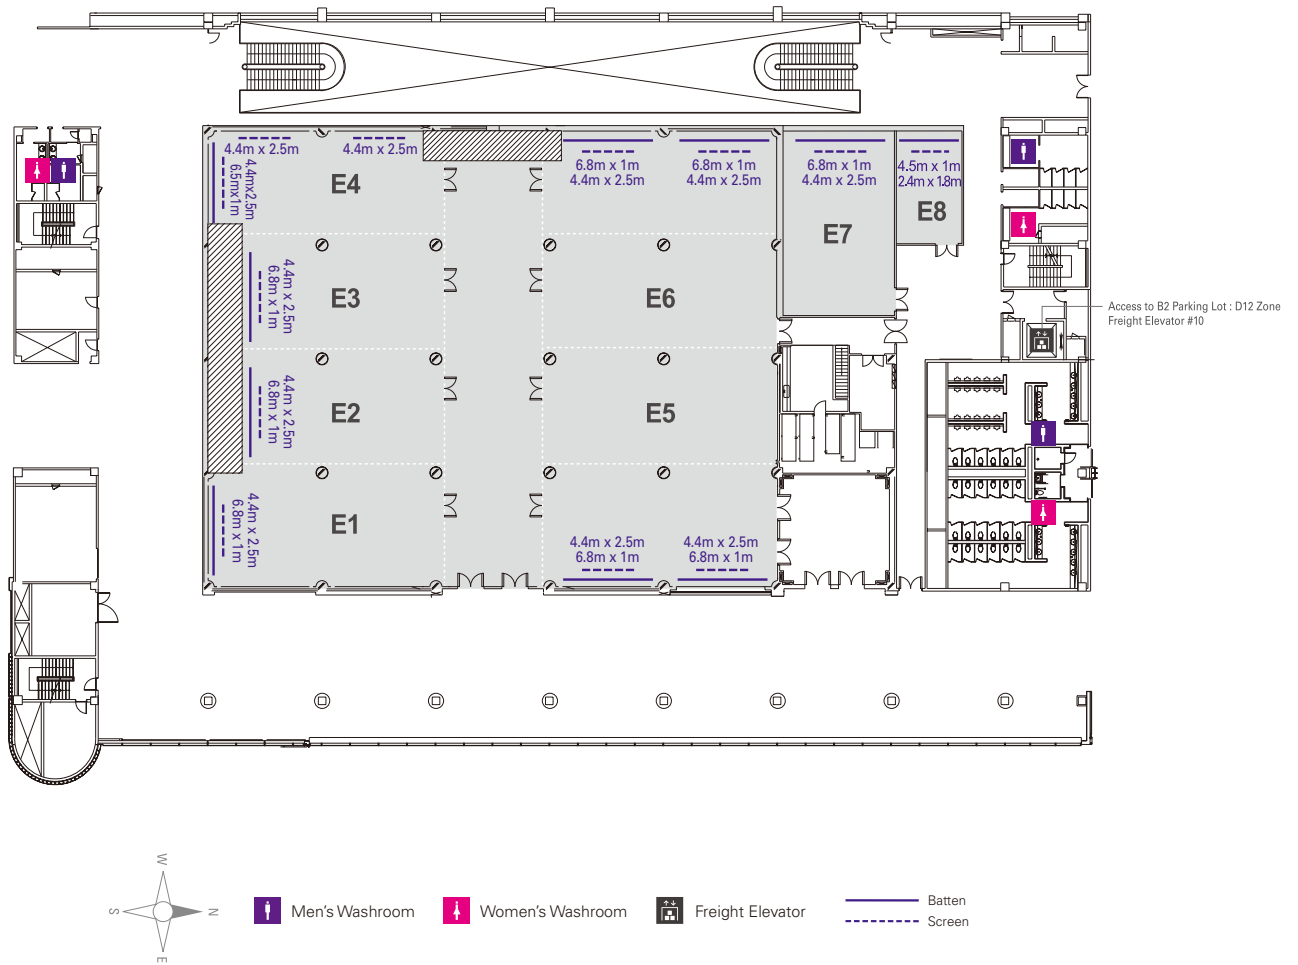 4.4m x 2.5m
4.4m x 2.5m
4.4mx2.5m
6.5mx1m
E4
6.8m x 1m
4.4m x 2.5m
6.8m x 1m
4.4m x 2.5m
6.8m x 1m
4.4m x 2.5m
4.5m x 1m
2.4m x 1.8m
E8
E7
4.4m x 2.5m
6.8m x 1m
E3
E6
Access to B2 Parking Lot : D12 Zone
Freight Elevator #10
4.4m x 2.5m
6.8m x 1m
E2
E5
4.4m x 2.5m
6.8m x 1m
E1
4.4m x 2.5m
6.8m x 1m
4.4m x 2.5m
6.8m x 1m
W
S
N
E
Men's Washroom
Women's Washroom
Freight Elevator
Batten
Screen